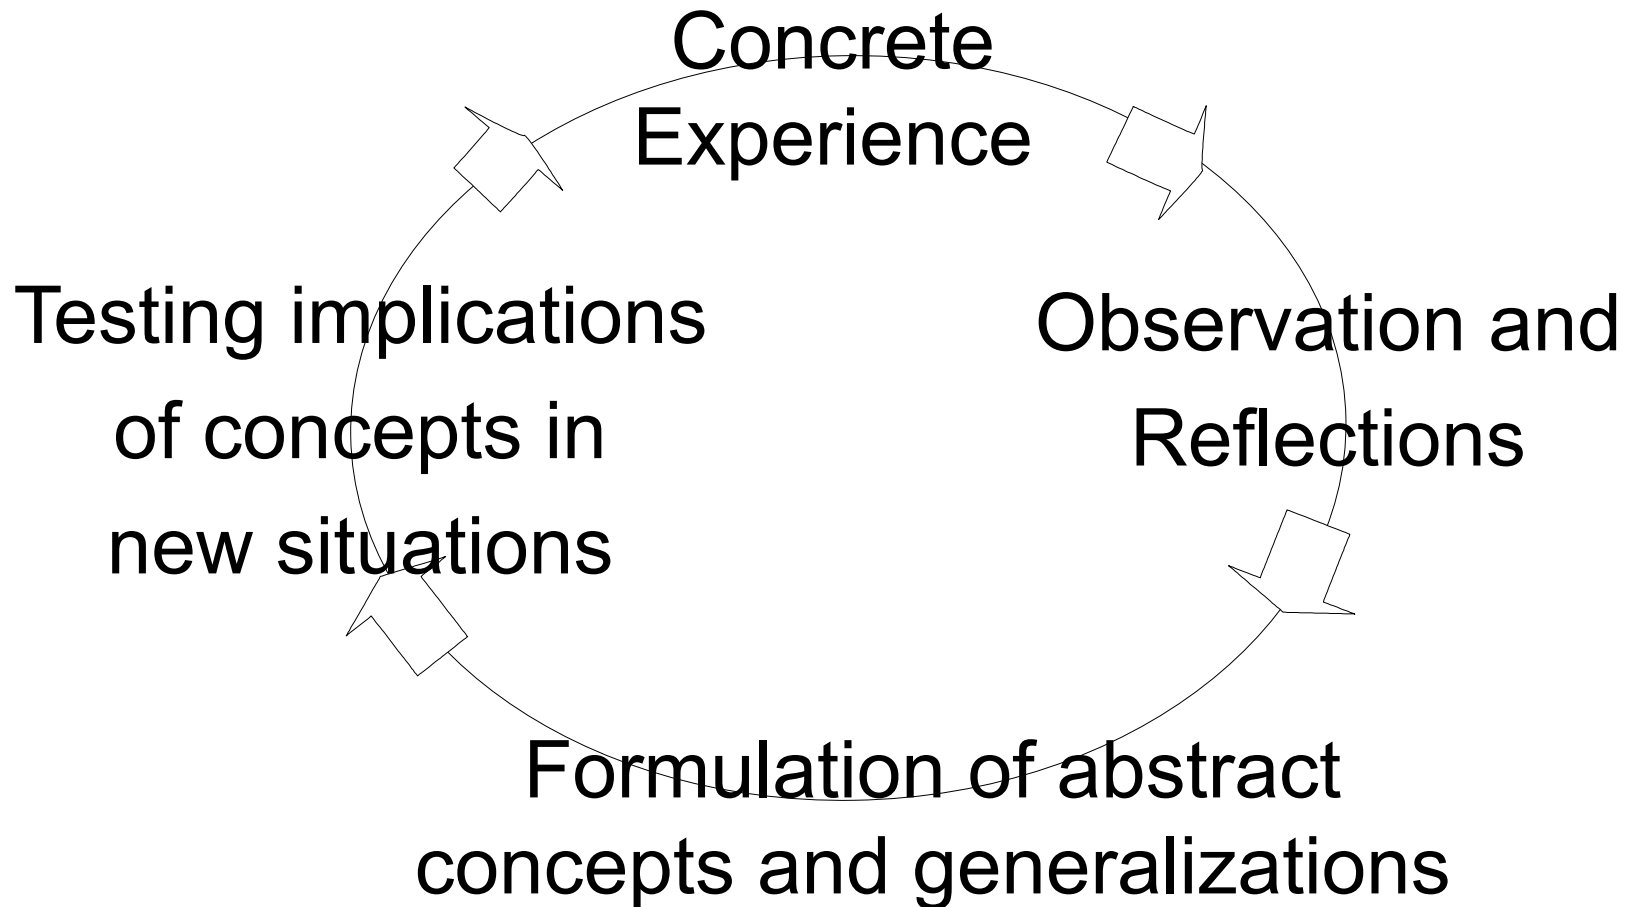 Concrete
Experience
Testing implications
of concepts in
new situations
Observation and
Reflections
Formulation of abstract
concepts and generalizations